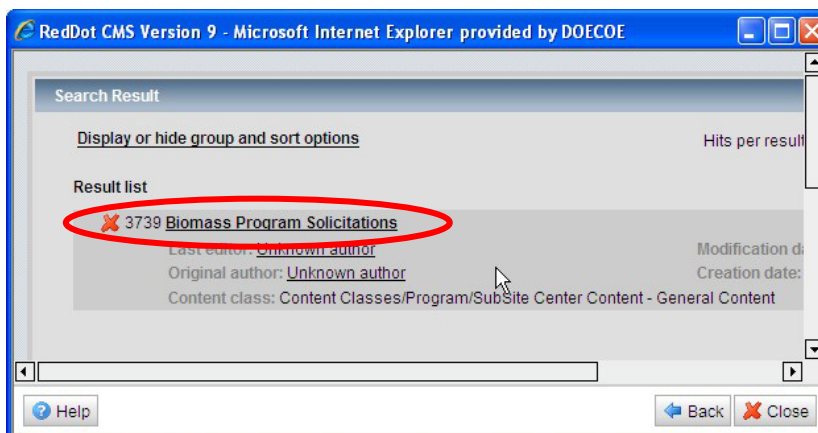 RedDot CMS Version 9 - Microsoft Internet Explorer provided by DOECOE
Search Result
Display or hide group and sort options Hits per result
Result list
3739 Biomass Program Solicitations
Last editor: Unknown author Modification da
Original author: Unknown author Creation date:
Content class: Content Classes/Program/SubSite Center Content - General Content
Help Back Close